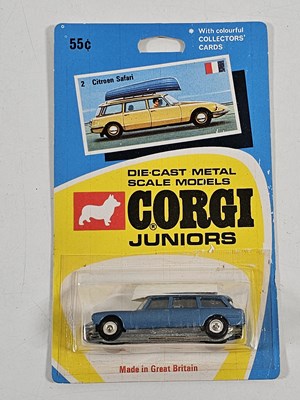 55¢
• With colourful
COLLECTORS'
CARDS
2 Citroen Safari
DIE-CAST METAL
SCALE MODELS
CORGI
®
JUNIORS
Made in Great Britain